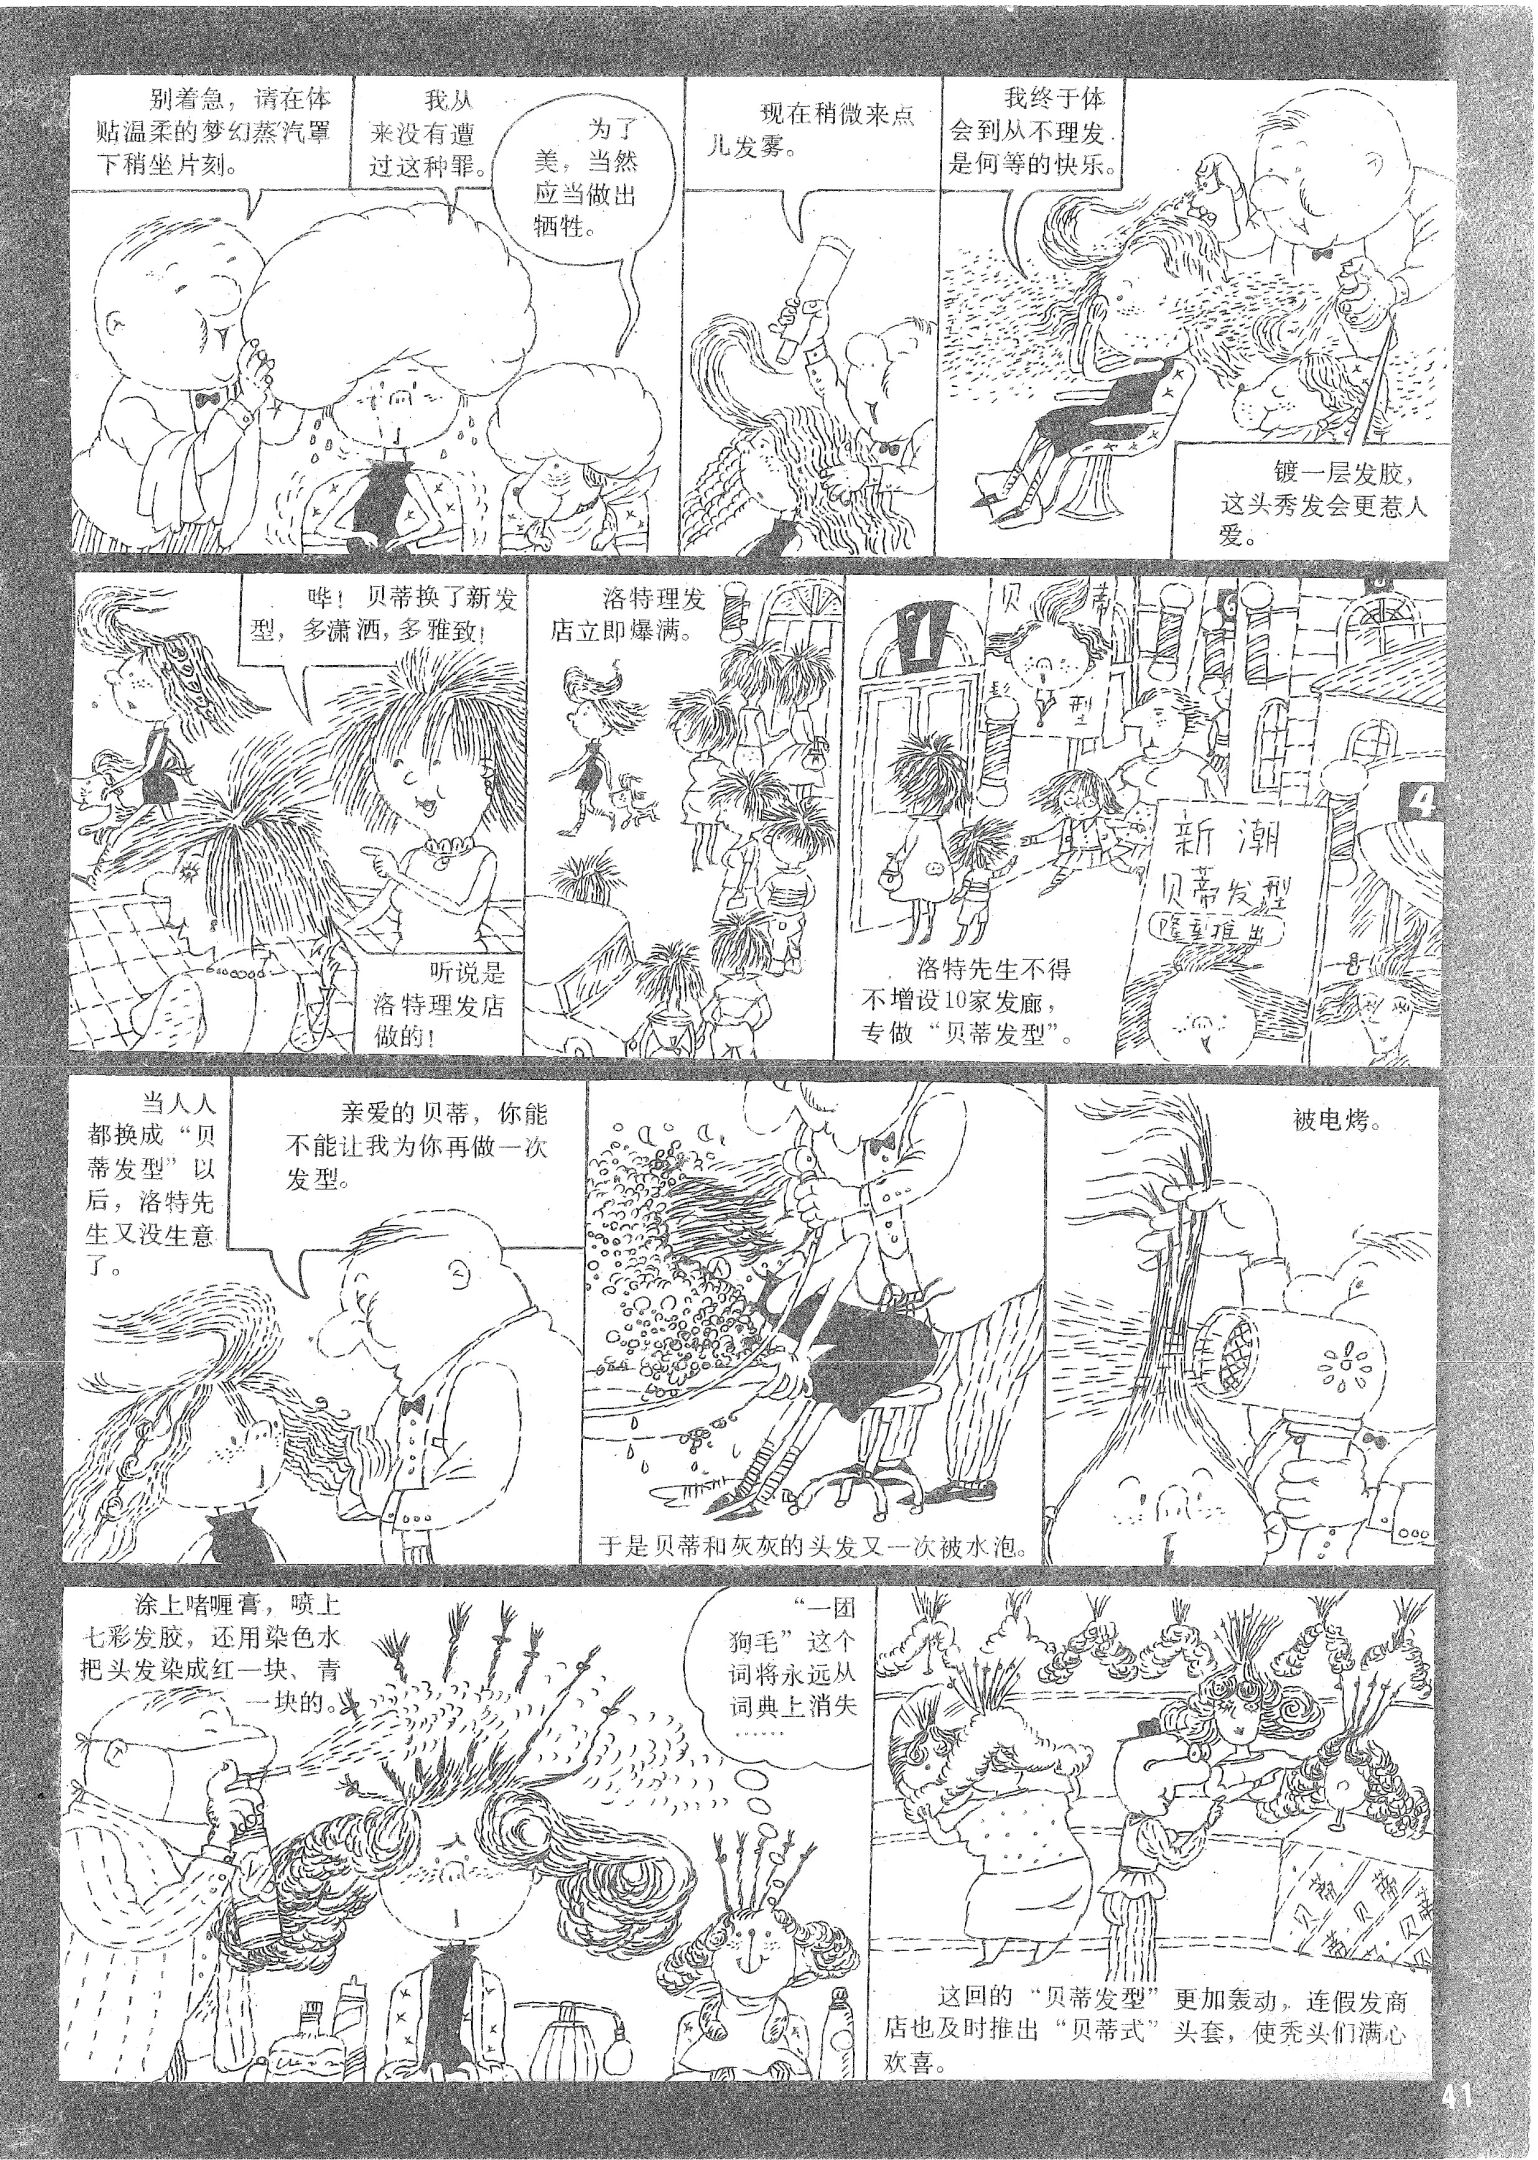 别着急，请在体
贴温柔的梦幻蒸汽罩
下稍坐片刻。
我从
来没有遭
过这种罪。
为了
美，当然
应当做出
牺牲。
现在稍微来点
儿发雾。
我终于体
会到从不理发
是何等的快乐。
镀一层发胶，
这头秀发会更惹人
爱。
哗！贝蒂换了新发
型，多潇洒，多雅致！
听说是
洛特理发店
做的！
洛特理发
店立即爆满。
1
贝蒂
型
6
4
新潮
贝蒂发型
隆重推出
8
洛特先生不得
不增设10家发廊，
专做“贝蒂发型”。
当人人
都换成“贝
蒂发型”以
后，洛特先
生又没生意
了。
亲爱的贝蒂，你能
不能让我为你再做一次
发型。
于是贝蒂和灰灰的头发又一次被水泡。
被电烤。
涂上啫喱膏，喷上
七彩发胶，还用染色水
把头发染成红一块、青
一块的。
“一团
狗毛”这个
词将永远从
词典上消失
……
贝蒂
贝蒂
贝蒂
这回的“贝蒂发型”更加轰动，连假发商
店也及时推出“贝蒂式”头套，使秃头们满心
欢喜。
41